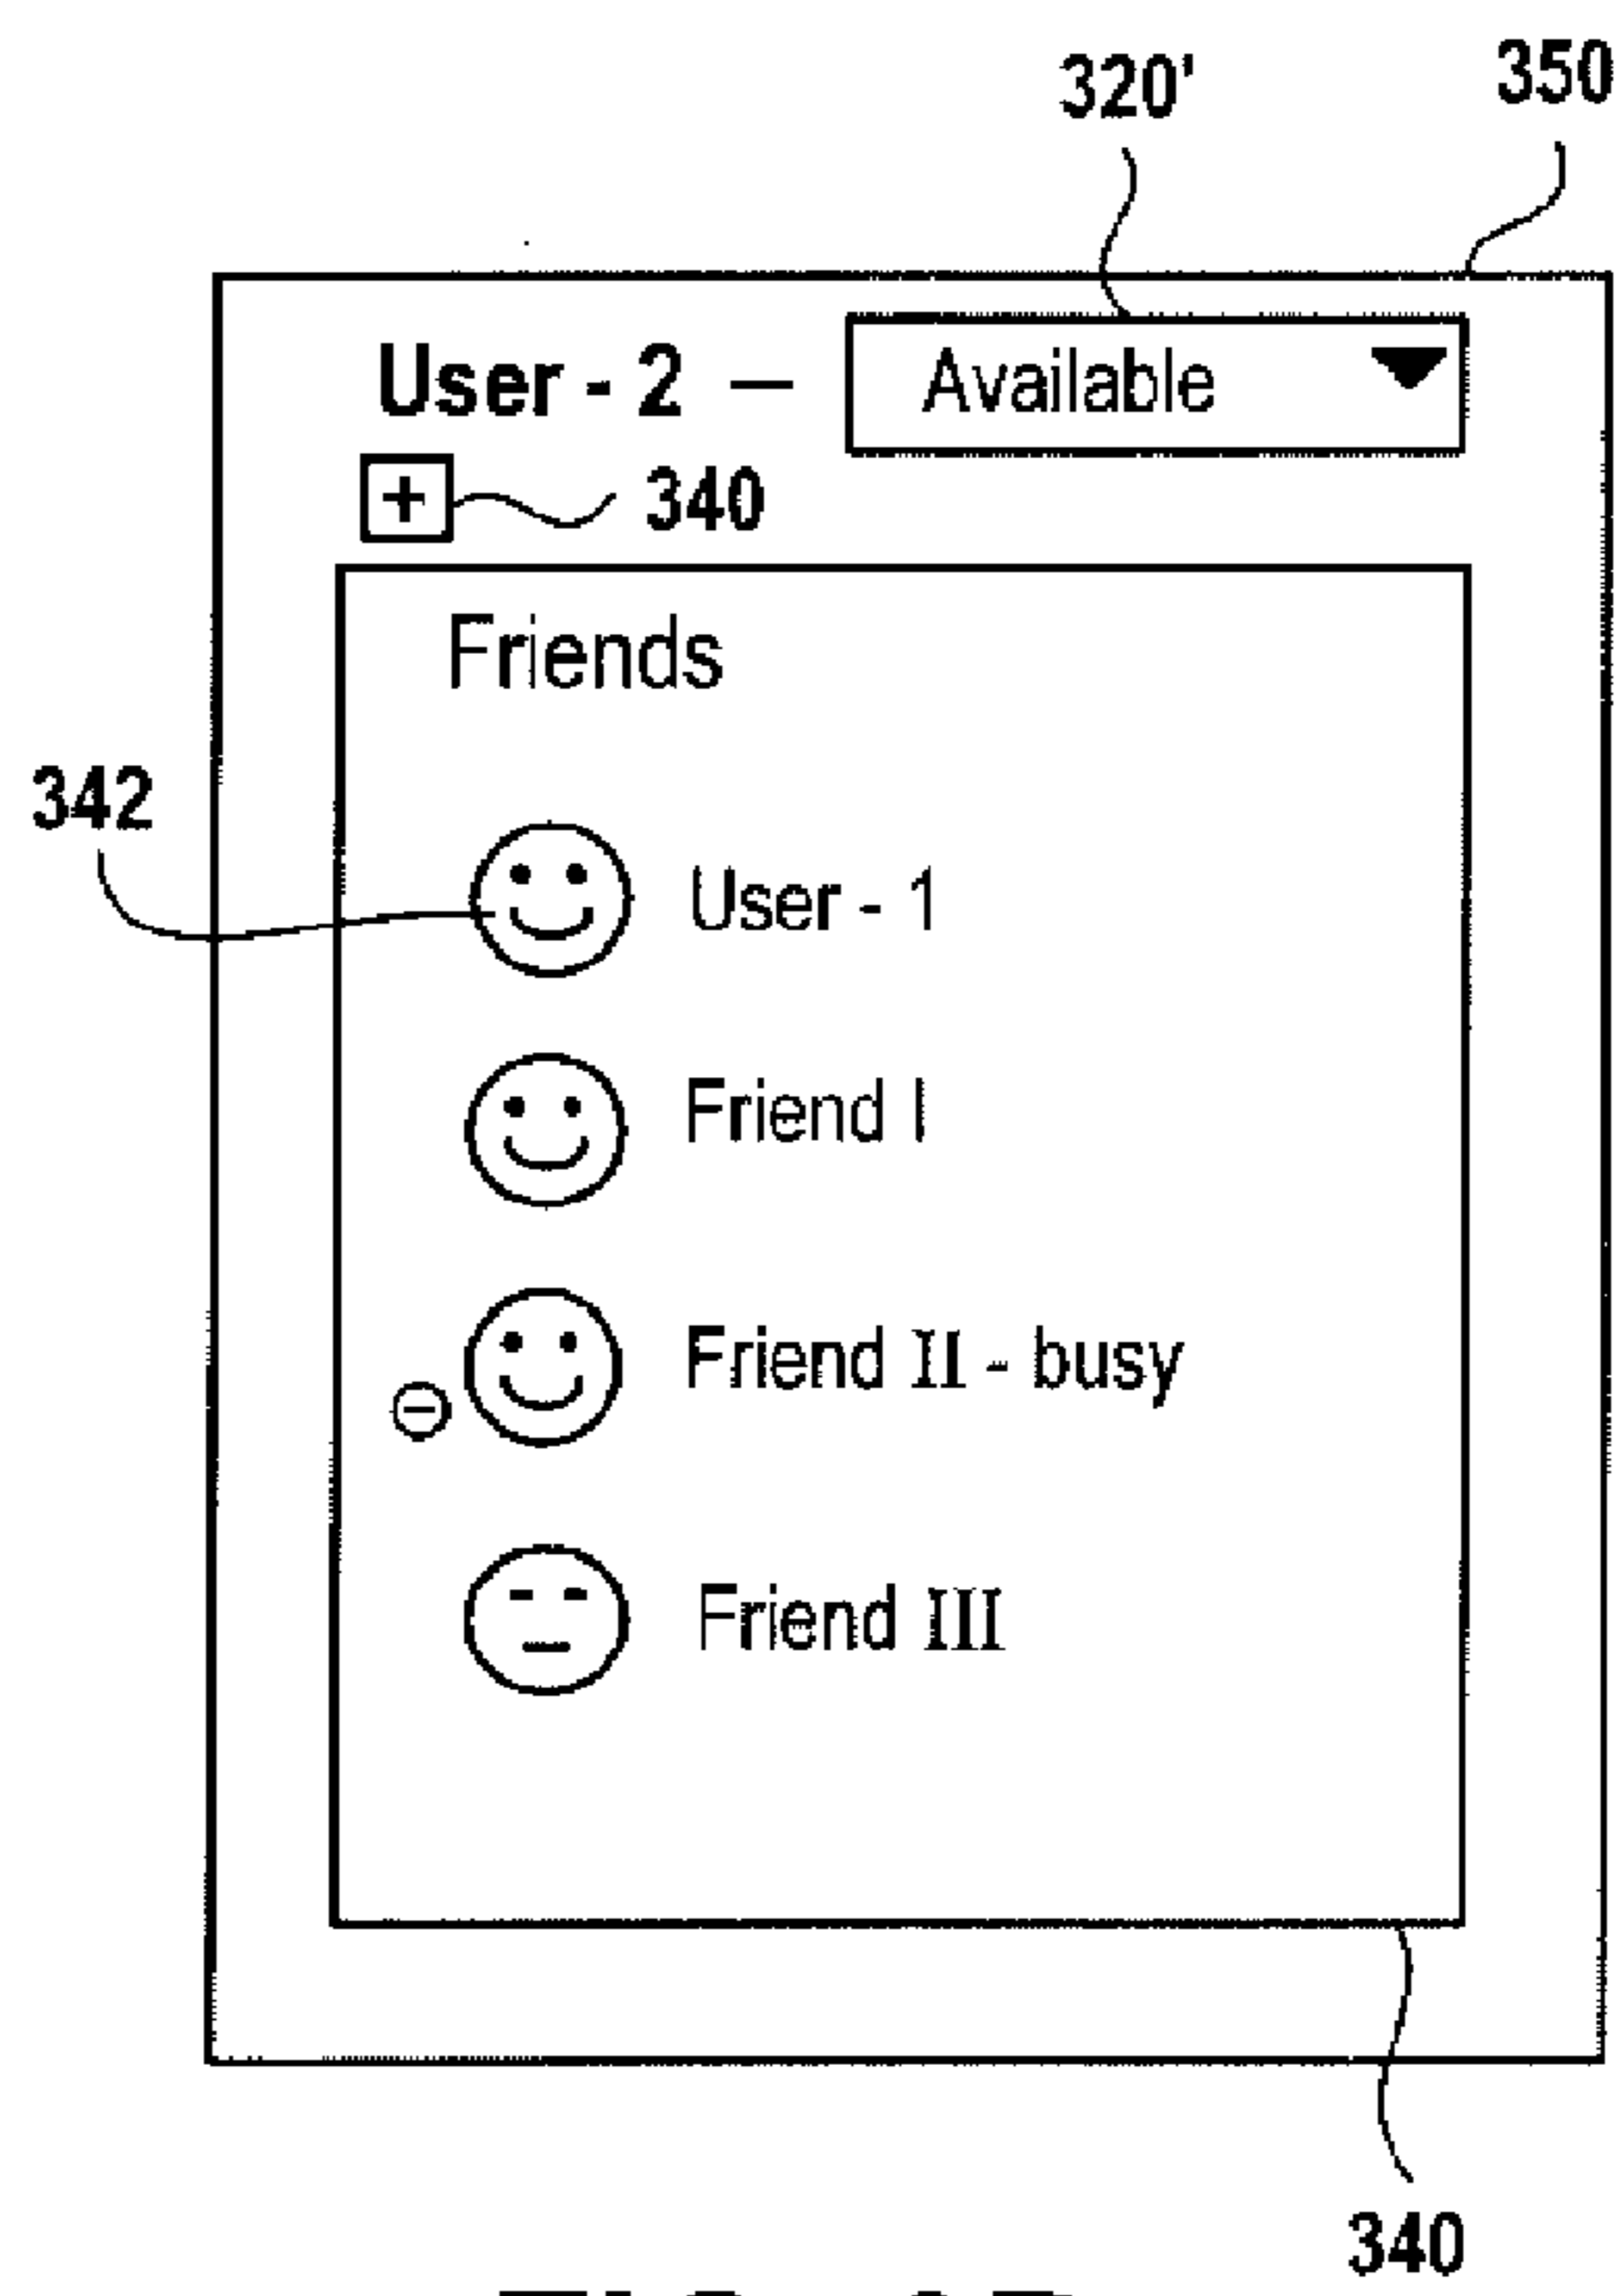 320' 350
User - 2 — Available
+ 340
Friends
342
User - 1
Friend I
Friend II - busy
Friend III
340